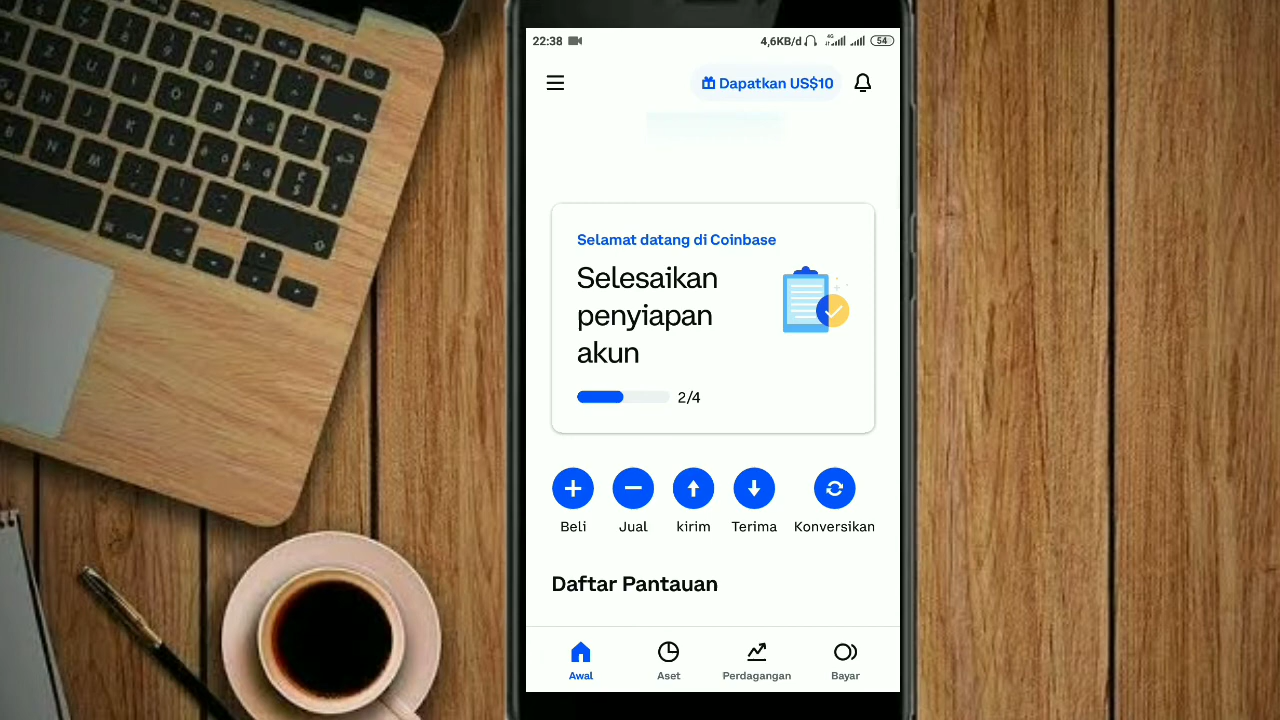 22:38
4,6KB/d 4G 54
Dapatkan US$10
Selamat datang di Coinbase
Selesaikan
penyiapan
akun
2/4
Beli Jual kirim Terima Konversikan
Daftar Pantauan
Awal Aset Perdagangan Bayar